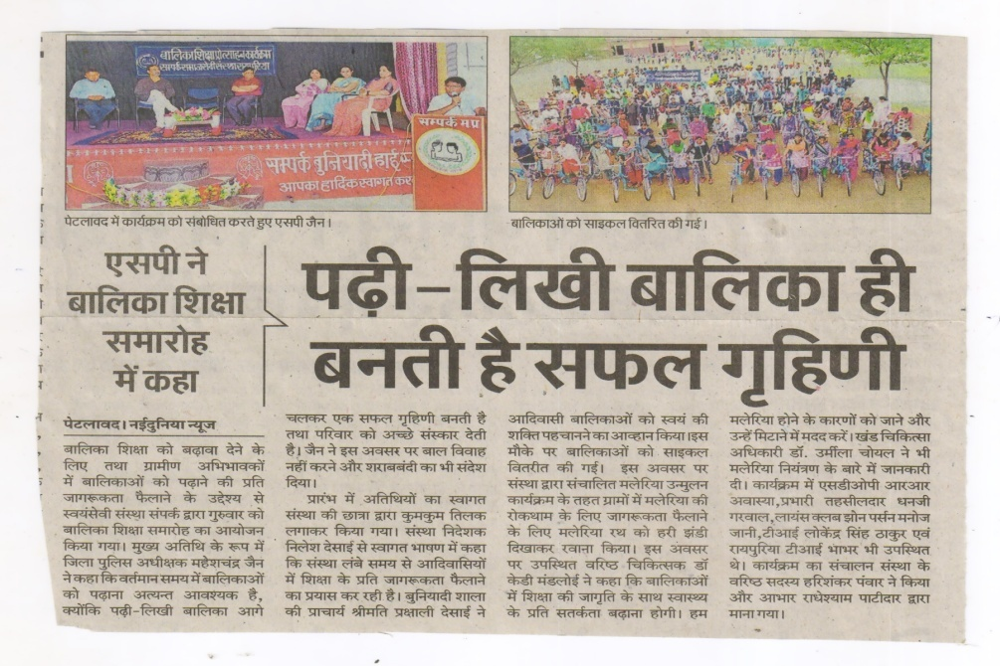 बालिका शिक्षा प्रोत्साहन कार्यक्रम
सम्पर्क समाजसेवी संस्था रायपुरिया
सम्पर्क मप्र
सम्पर्क बुनियादी हाई
आपका हार्दिक स्वागत कर
पेटलावद में कार्यक्रम को संबोधित करते हुए एसपी जैन।
बालिकाओं को साइकल वितरित की गई।
एसपी ने
बालिका शिक्षा
समारोह
में कहा
पढ़ी-लिखी बालिका ही
बनती है सफल गृहिणी
पेटलावद। नईदुनिया न्यूज
बालिका शिक्षा को बढ़ावा देने के
लिए तथा ग्रामीण अभिभावकों
में बालिकाओं को पढ़ाने की प्रति
जागरूकता फैलाने के उद्देश्य से
स्वयंसेवी संस्था संपर्क द्वारा गुरुवार को
बालिका शिक्षा समारोह का आयोजन
किया गया। मुख्य अतिथि के रूप में
जिला पुलिस अधीक्षक महेशचंद्र जैन
ने कहा कि वर्तमान समय में बालिकाओं
को पढ़ाना अत्यन्त आवश्यक है,
क्योंकि पढ़ी-लिखी बालिका आगे
चलकर एक सफल गृहिणी बनती है
तथा परिवार को अच्छे संस्कार देती
है। जैन ने इस अवसर पर बाल विवाह
नहीं करने और शराबबंदी का भी संदेश
दिया।
प्रारंभ में अतिथियों का स्वागत
संस्था की छात्रा द्वारा कुमकुम तिलक
लगाकर किया गया। संस्था निदेशक
निलेश देसाई से स्वागत भाषण में कहा
कि संस्था लंबे समय से आदिवासियों
में शिक्षा के प्रति जागरुकता फैलाने
का प्रयास कर रही है। बुनियादी शाला
की प्राचार्य श्रीमति प्रक्षाली देसाई ने
आदिवासी बालिकाओं को स्वयं की
शक्ति पहचानने का आव्हान किया।इस
मौके पर बालिकाओं को साइकल
वितरीत की गई। इस अवसर पर
संस्था द्वारा संचालित मलेरिया उन्मुलन
कार्यक्रम के तहत ग्रामों में मलेरिया की
रोकथाम के लिए जागरुकता फैलाने
के लिए मलेरिया रथ को हरी झंडी
दिखाकर रवाना किया। इस अवसर
पर उपस्थित वरिष्ठ चिकित्सक डॉ
केडी मंडलोई ने कहा कि बालिकाओं
में शिक्षा की जागृति के साथ स्वास्थ्य
के प्रति सतर्कता बढ़ाना होगी। हम
मलेरिया होने के कारणों को जाने और
उन्हें मिटाने में मदद करें। खंड चिकित्सा
अधिकारी डॉ. उर्मीला चोयल ने भी
मलेरिया नियंत्रण के बारे में जानकारी
दी। कार्यक्रम में एसडीओपी आरआर
अवास्या,प्रभारी तहसीलदार धनजी
गरवाल,लायंस क्लब झोन पर्सन मनोज
जानी,टीआई लोकेंद्र सिंह ठाकुर एवं
रायपुरिया टीआई भाभर भी उपस्थित
थे। कार्यक्रम का संचालन संस्था के
वरिष्ठ सदस्य हरिशंकर पंवार ने किया
और आभार राधेश्याम पाटीदार द्वारा
माना गया।